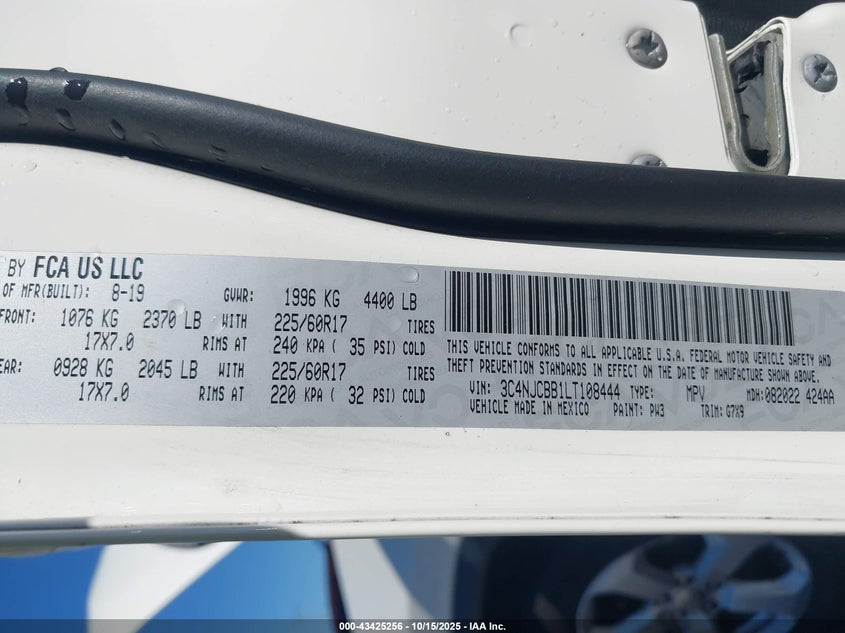 BY FCA US LLC
OF MFR(BUILT): 8-19 GVWR: 1996 KG 4400 LB
FRONT: 1076 KG 2370 LB WITH 225/60R17 TIRES
17X7.0 RIMS AT 240 KPA ( 35 PSI) COLD
EAR: 0928 KG 2045 LB WITH 225/60R17 TIRES
17X7.0 RIMS AT 220 KPA ( 32 PSI) COLD
THIS VEHICLE CONFORMS TO ALL APPLICABLE U.S.A. FEDERAL MOTOR VEHICLE SAFETY AND
THEFT PREVENTION STANDARDS IN EFFECT ON THE DATE OF MANUFACTURE SHOWN ABOVE.
VIN: 3C4NJCBB1LT108444 TYPE: MPV MDH:082022 424AA
VEHICLE MADE IN MEXICO PAINT: PW3 TRIM: G7X9
000-43425256 - 10/15/2025 - IAA Inc.